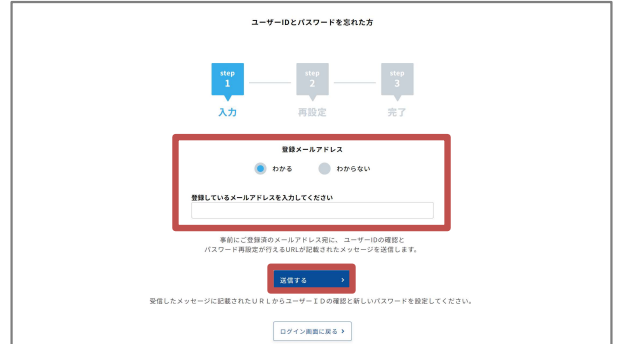 ユーザーIDとパスワードを忘れた方
step step step
1 2 3
入力 再設定 完了
登録メールアドレス
わかる わからない
登録しているメールアドレスを入力してください
事前にご登録済のメールアドレス宛に、 ユーザーIDの確認と
パスワード再設定が行えるURLが記載されたメッセージを送信します。
送信する ›
受信したメッセージに記載されたＵＲＬからユーザーＩＤの確認と新しいパスワードを設定してください。
ログイン画面に戻る ›